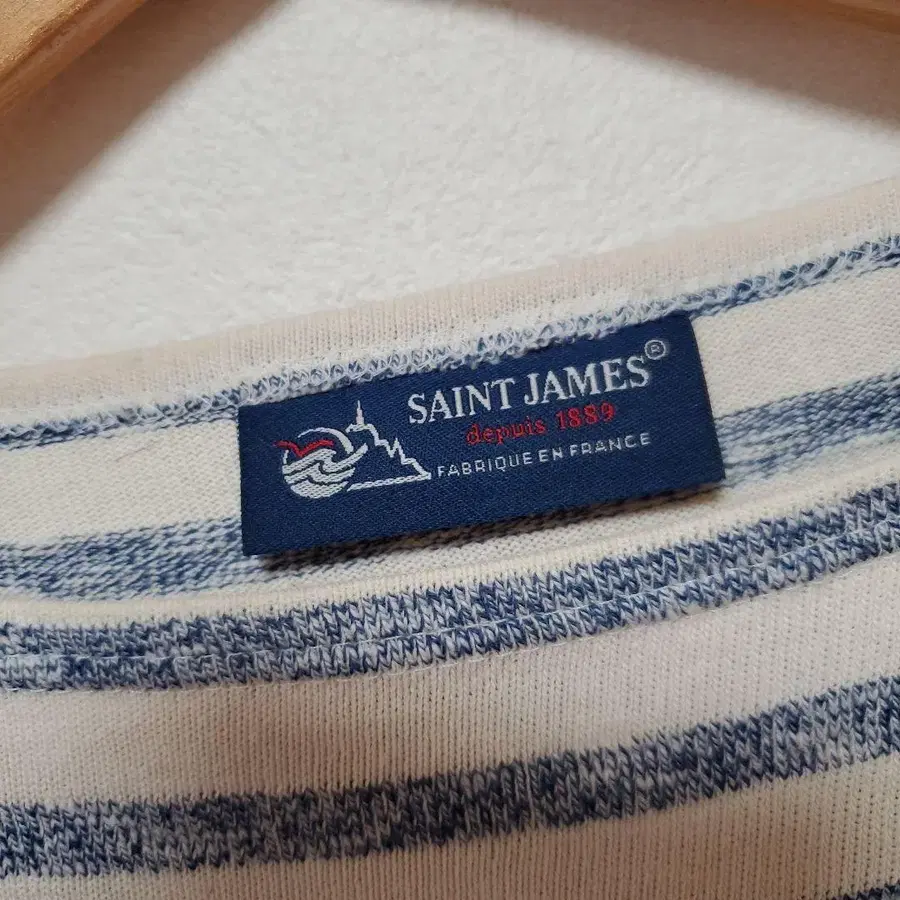 SAINT JAMES®
depuis 1889
FABRIQUE EN FRANCE